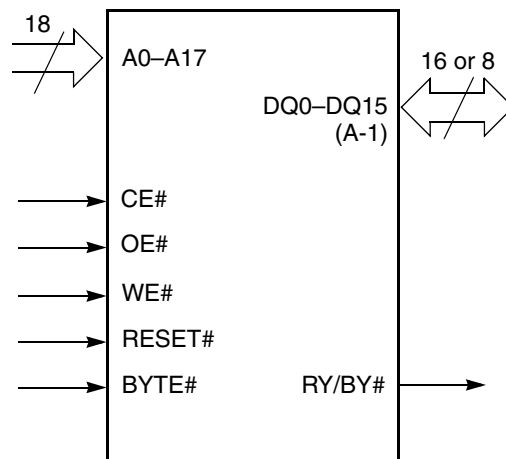 18
A0–A17
16 or 8
DQ0–DQ15
(A-1)
CE#
OE#
WE#
RESET#
BYTE#
RY/BY#